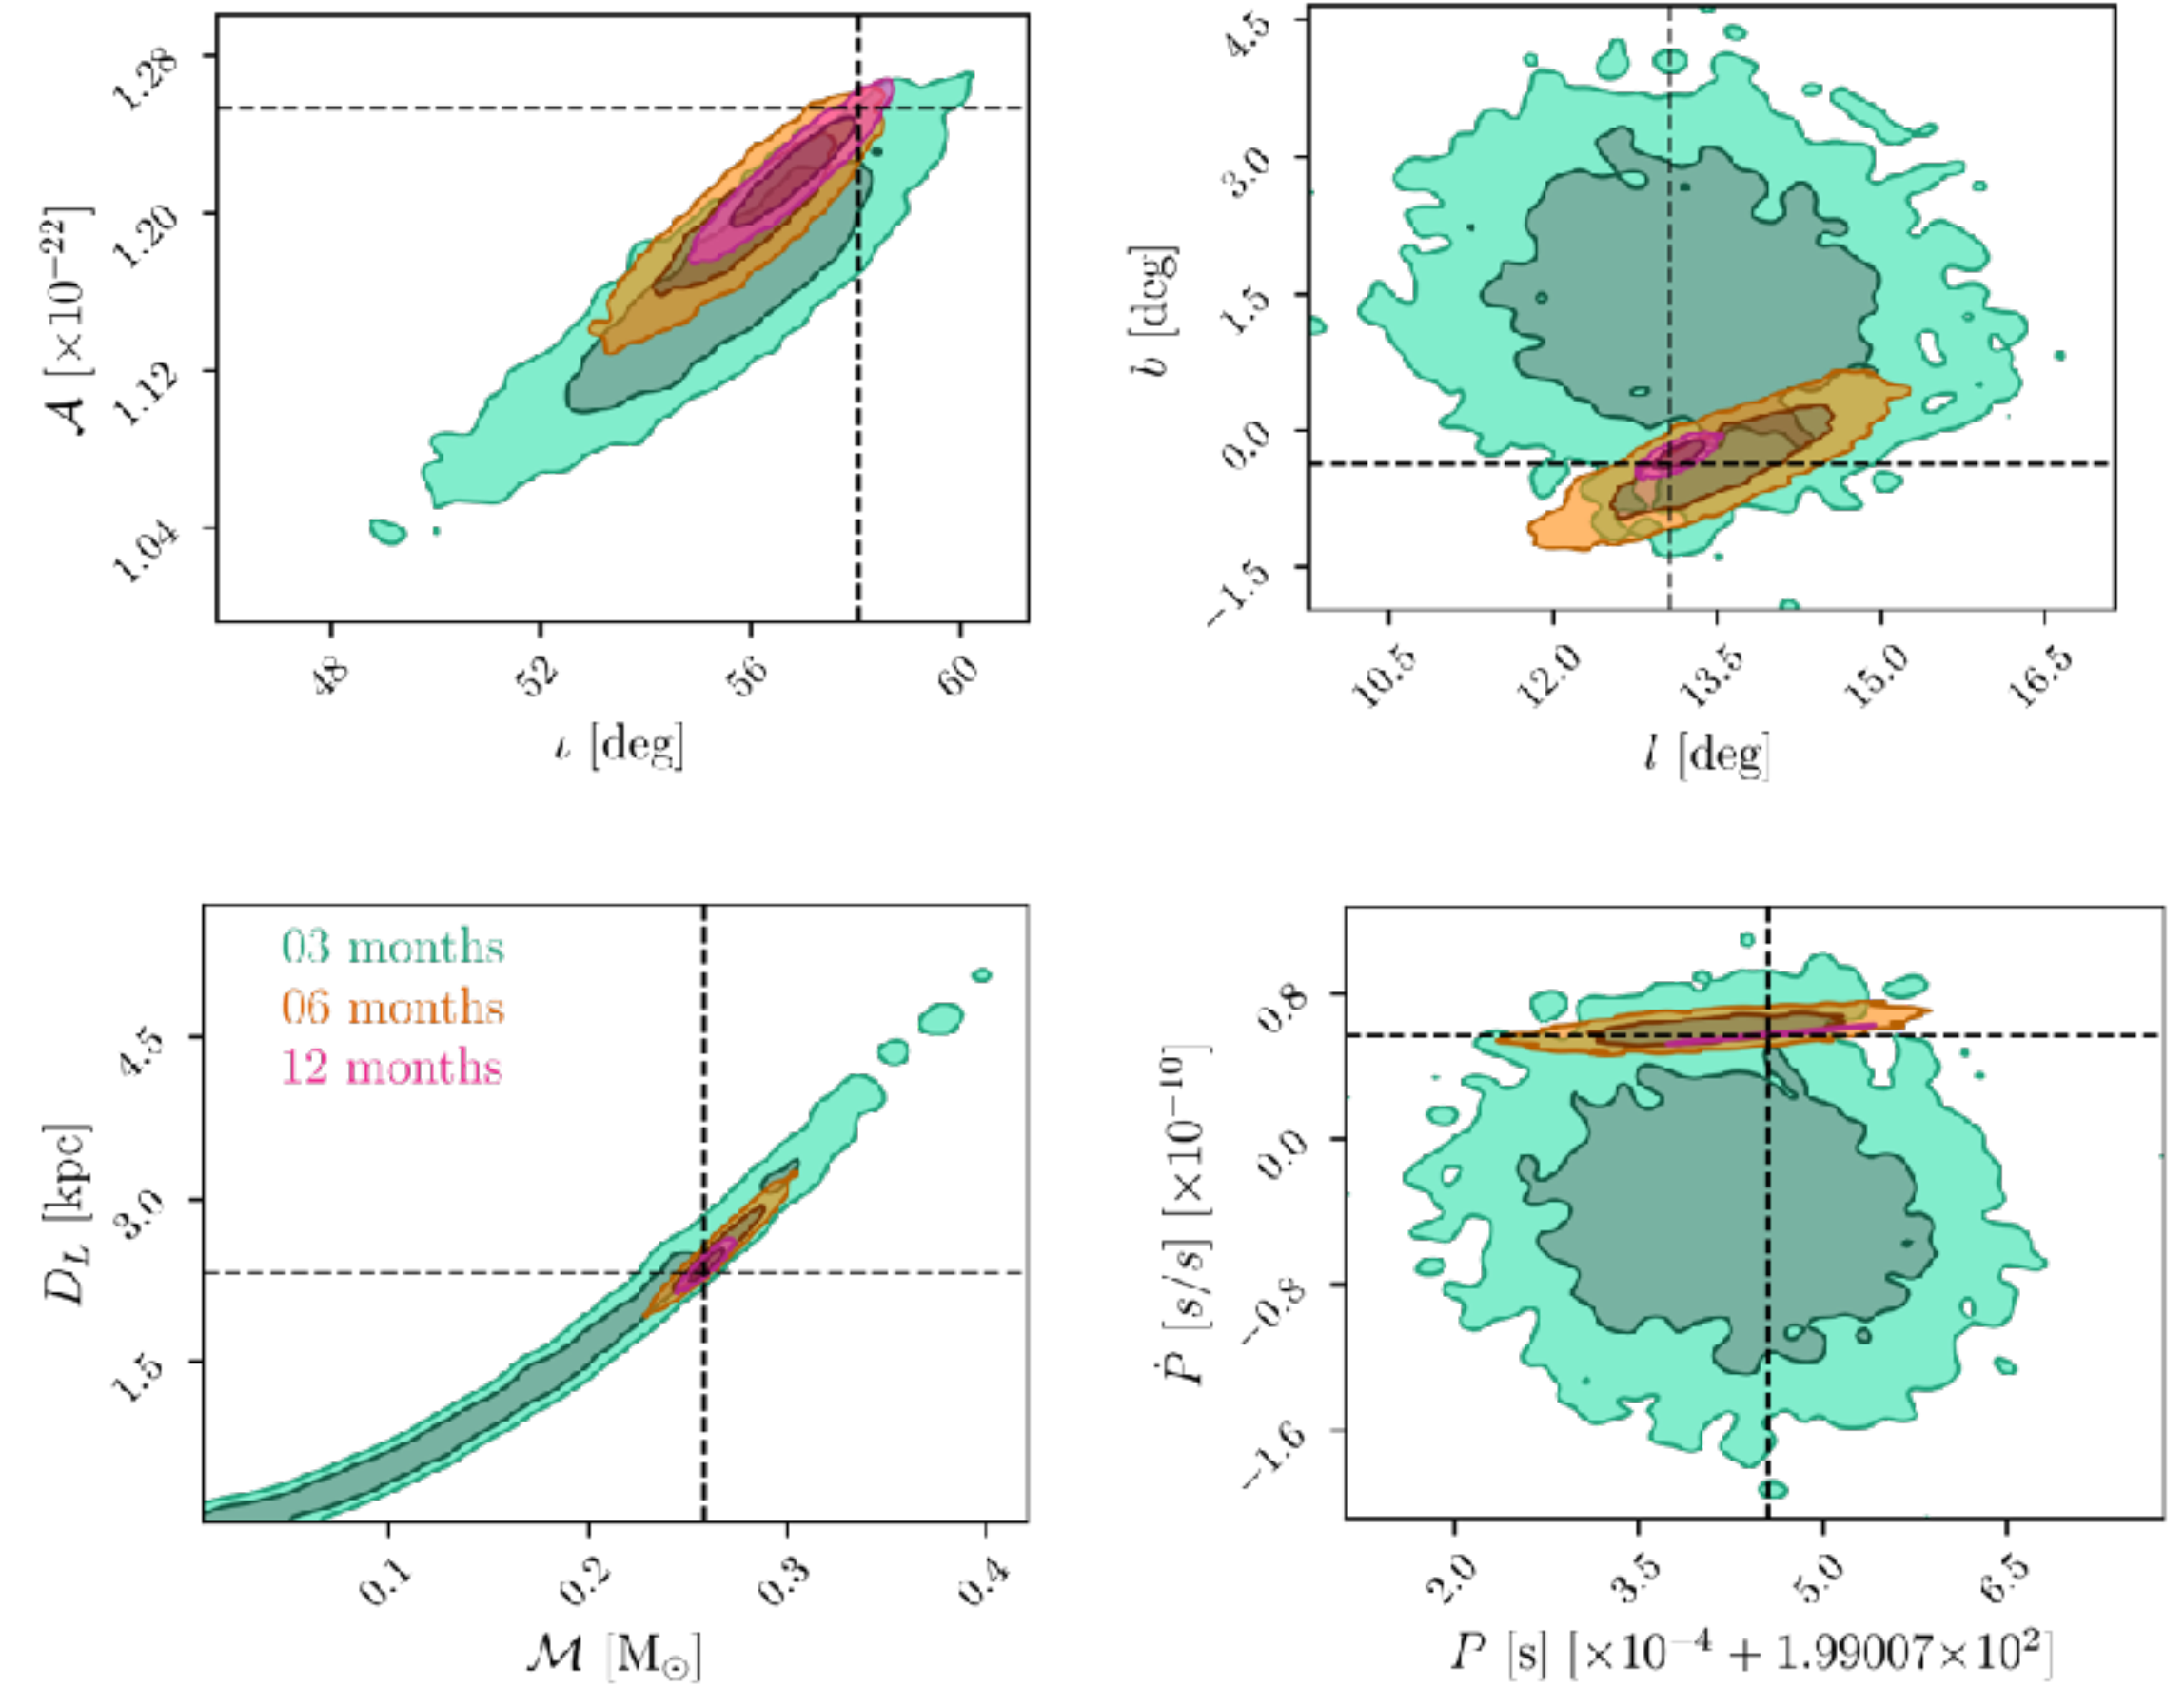 1.28
1.20
1.12
1.04
A [×10⁻²²]
48 52 56 60
ι [deg]
4.5
3.0
1.5
0.0
−1.5
b [deg]
10.5 12.0 13.5 15.0 16.5
l [deg]
03 months
06 months
12 months
4.5
3.0
1.5
D_L [kpc]
0.1 0.2 0.3 0.4
M [M_⊙]
0.8
0.0
−0.8
−1.6
Ṗ [s/s] [×10⁻¹⁰]
2.0 3.5 5.0 6.5
P [s] [×10⁻⁴ + 1.99007×10²]